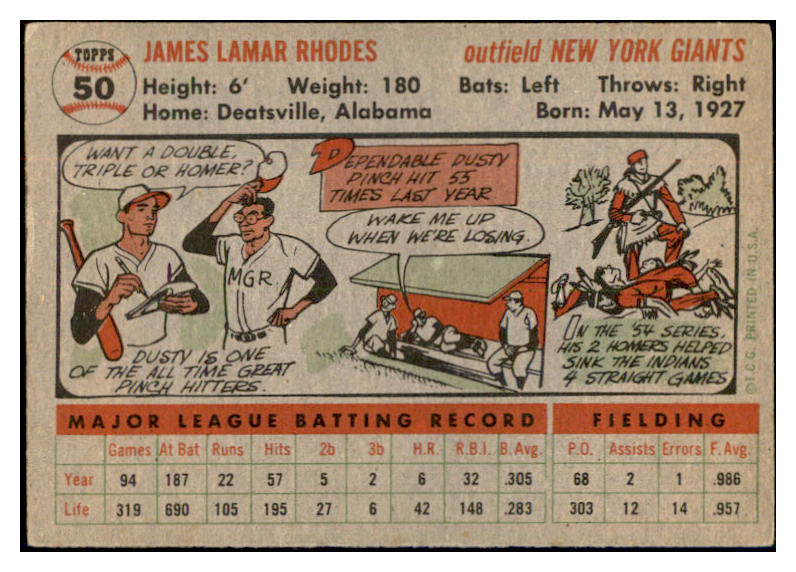 TOPPS
50
JAMES LAMAR RHODES
outfield NEW YORK GIANTS
Height: 6' Weight: 180 Bats: Left Throws: Right
Home: Deatsville, Alabama Born: May 13, 1927
WANT A DOUBLE,
TRIPLE OR HOMER?
MGR.
DUSTY IS ONE
OF THE ALL TIME GREAT
PINCH HITTERS.
DEPENDABLE DUSTY
PINCH HIT 55
TIMES LAST YEAR.
WAKE ME UP
WHEN WE'RE LOSING.
IN THE '54 SERIES,
HIS 2 HOMERS HELPED
SINK THE INDIANS
4 STRAIGHT GAMES
© T.C.G. PRINTED IN U.S.A.
MAJOR LEAGUE BATTING RECORD FIELDING
Games At Bat Runs Hits 2b 3b H.R. R.B.I. B. Avg. P.O. Assists Errors F. Avg.
Year 94 187 22 57 5 2 6 32 .305 68 2 1 .986
Life 319 690 105 195 27 6 42 148 .283 303 12 14 .957